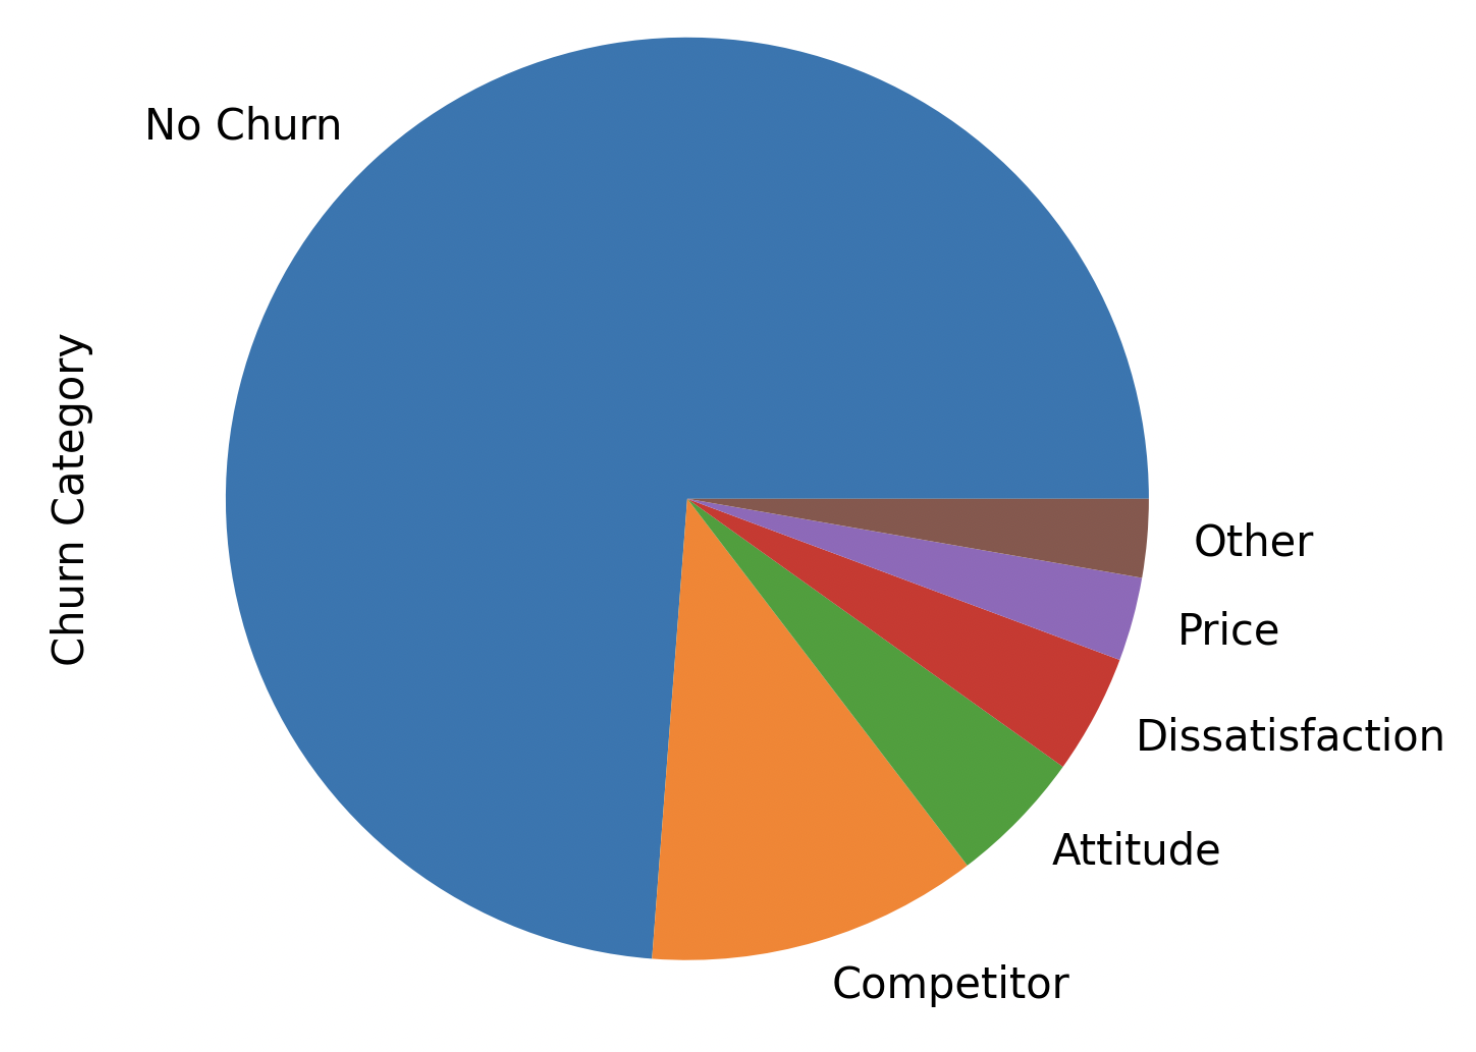 No Churn
Churn Category
Other
Price
Dissatisfaction
Attitude
Competitor